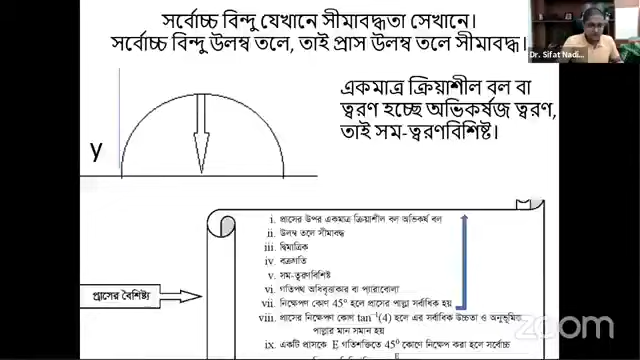 সর্বোচ্চ বিন্দু যেখানে সীমাবদ্ধতা সেখানে।
সর্বোচ্চ বিন্দু উলম্ব তলে, তাই প্রাস উলম্ব তলে সীমাবদ্ধ।
Dr. Sifat Nadi...
একমাত্র ক্রিয়াশীল বল বা
ত্বরণ হচ্ছে অভিকর্ষজ ত্বরণ,
তাই সম-ত্বরণবিশিষ্ট।
y
i. প্রাসের উপর একমাত্র ক্রিয়াশীল বল অভিকর্ষ বল
ii. উলম্ব তলে সীমাবদ্ধ
iii. দ্বিমাত্রিক
iv. বক্রগতি
v. সম-ত্বরণবিশিষ্ট
vi. গতিপথ অধিবৃত্তাকার বা প্যারাবোলা
vii. নিক্ষেপ কোণ 45° হলে প্রাসের পাল্লা সর্বাধিক হয়
viii. প্রাসের নিক্ষেপণ কোণ tan⁻¹(4) হলে এর সর্বাধিক উচ্চতা ও অনুভূমিক
পাল্লার মান সমান হয়
ix. একটি প্রাসকে E গতিশক্তিতে 45° কোণে নিক্ষেপ করা হলে সর্বোচ্চ
প্রাসের বৈশিষ্ট্য
zoom